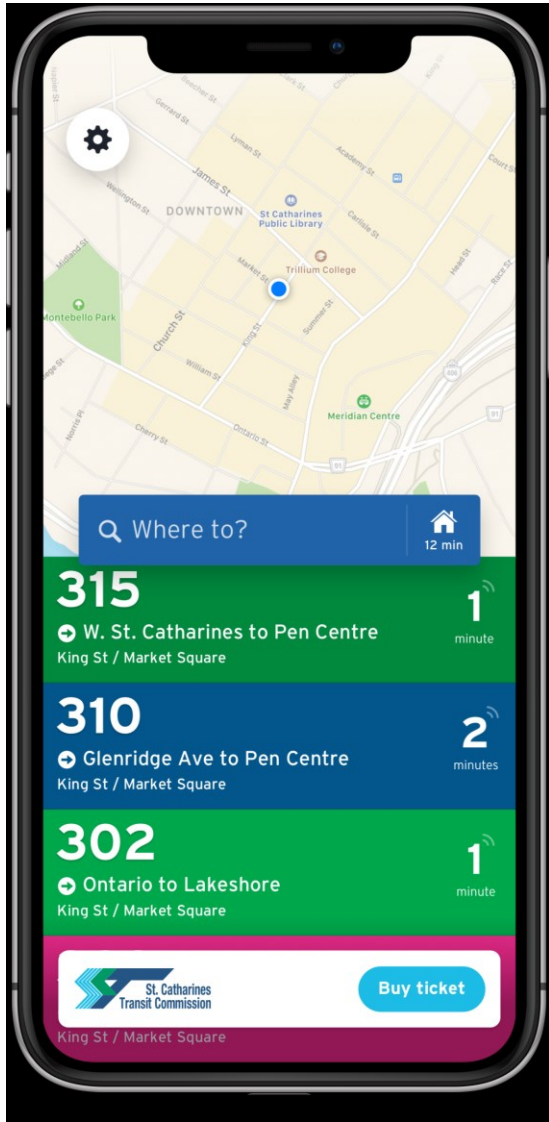 Beecher St
Gerrard St
Lyman St
Academy St
Court St
James St
Wellington St
DOWNTOWN
St Catharines
Public Library
Carlisle St
Midland St
Market St
Trillium College
Head St
Race St
Montebello Park
Church St
King St
Summer St
406
William St
May Alley
Meridian Centre
81
Norris Pl
Cherry St
Ontario St
81
Where to?
12 min
315
W. St. Catharines to Pen Centre
King St / Market Square
1
minute
310
Glenridge Ave to Pen Centre
King St / Market Square
2
minutes
302
Ontario to Lakeshore
King St / Market Square
1
minute
St. Catharines
Transit Commission
Buy ticket
King St / Market Square